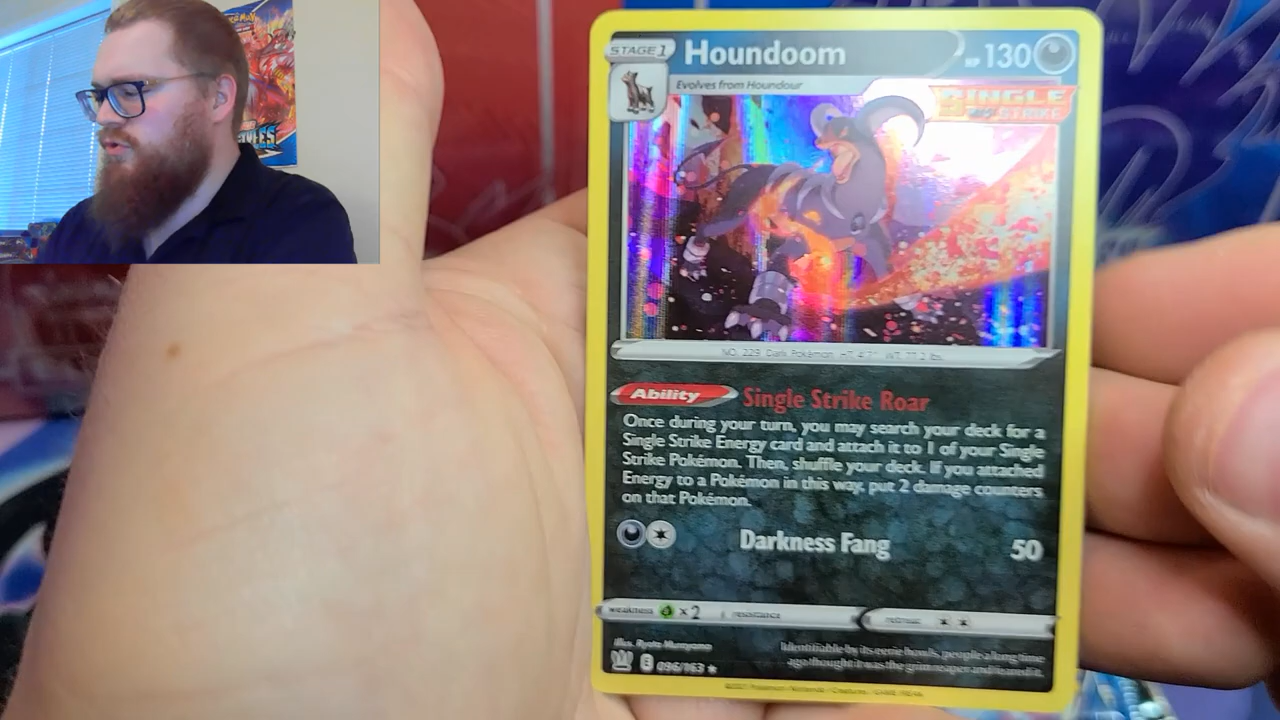 STAGE 1
Houndoom
HP 130
Evolves from Houndour
SINGLE
STRIKE
NO. 229 Dark Pokémon HT: 4'7" WT: 77.2 lbs.
Ability Single Strike Roar
Once during your turn, you may search your deck for a
Single Strike Energy card and attach it to 1 of your Single
Strike Pokémon. Then, shuffle your deck. If you attached
Energy to a Pokémon in this way, put 2 damage counters
on that Pokémon.
Darkness Fang 50
weakness ×2 resistance retreat
Illus. Ryota Murayama
Identifiable by its eerie howls, people a long time
ago thought it was the grim reaper and feared it.
E 096/163 ★
©2021 Pokémon / Nintendo / Creatures / GAME FREAK